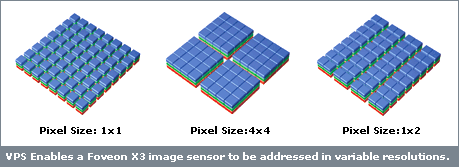 Pixel Size: 1x1
Pixel Size:4x4
Pixel Size: 1x2
VPS Enables a Foveon X3 image sensor to be addressed in variable resolutions.